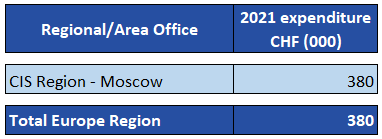 Regional/Area Office
2021 expenditure
CHF (000)
CIS Region - Moscow 380
Total Europe Region 380